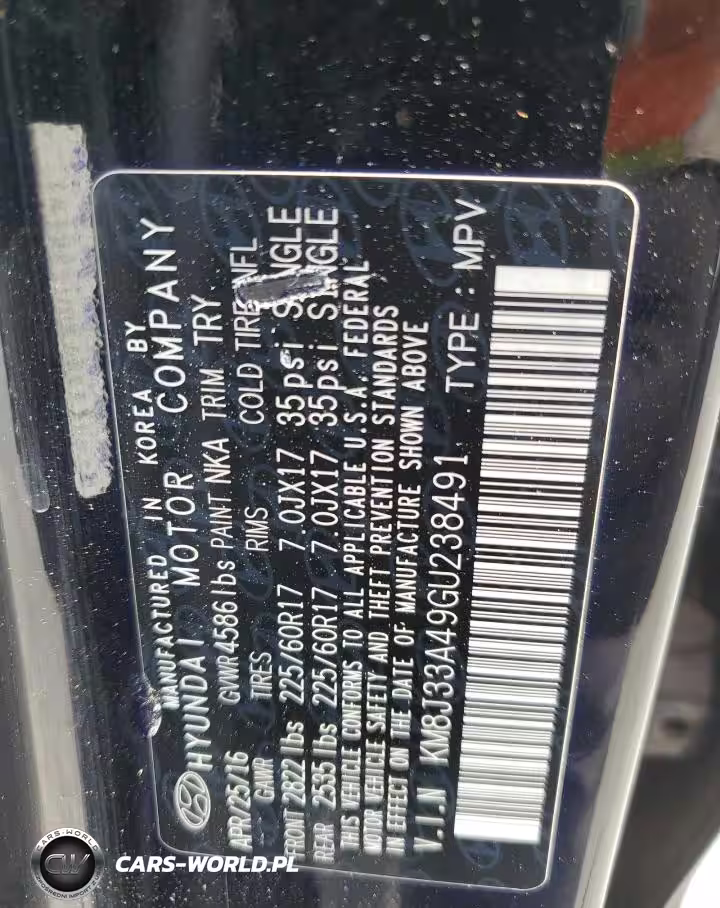 MANUFACTURED IN KOREA BY
HYUNDAI MOTOR COMPANY
APR/25/16 GVWR 4586 lbs PAINT NKA TRIM TRY
GAWR TIRES RIMS COLD TIRE INFL
FRONT 2822 lbs 225/60R17 7.0JX17 35psi SINGLE
REAR 2535 lbs 225/60R17 7.0JX17 35psi SINGLE
THIS VEHICLE CONFORMS TO ALL APPLICABLE U.S.A. FEDERAL
MOTOR VEHICLE SAFETY AND THEFT PREVENTION STANDARDS
IN EFFECT ON THE DATE OF MANUFACTURE SHOWN ABOVE
V.I.N KM8J33A49GU238491 TYPE : MPV
CARS-WORLD
CW
CARS-WORLD.PL